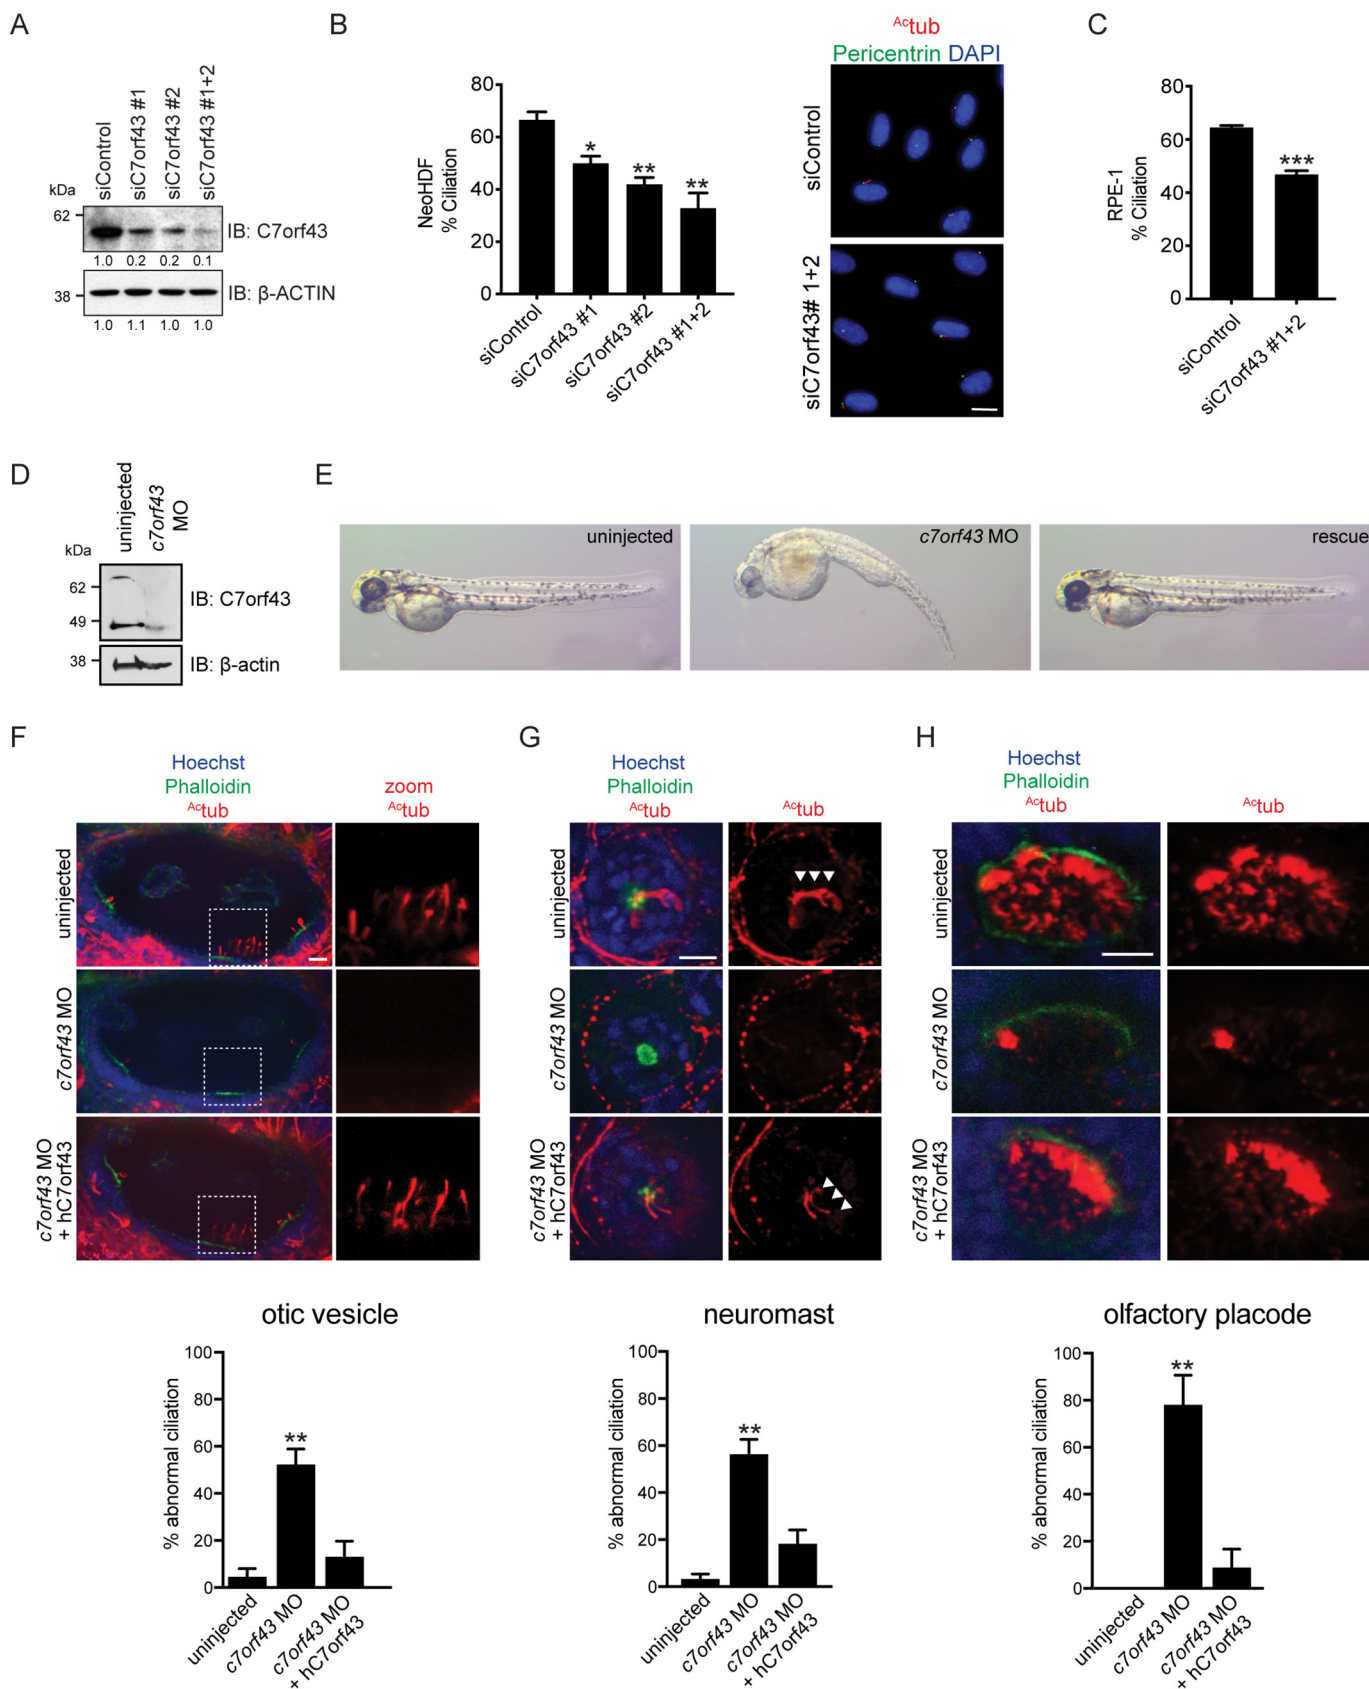 A
siControl
siC7orf43 #1
siC7orf43 #2
siC7orf43 #1+2
kDa
62
IB: C7orf43
1.0 0.2 0.2 0.1
38
IB: β-ACTIN
1.0 1.1 1.0 1.0
B
NeoHDF
% Ciliation
80
60
40
20
0
*
**
**
siControl
siC7orf43 #1
siC7orf43 #2
siC7orf43 #1+2
Actub
Pericentrin DAPI
siControl
siC7orf43# 1+2
C
RPE-1
% Ciliation
80
60
40
20
0
***
siControl
siC7orf43 #1+2
D
uninjected
c7orf43
MO
kDa
62
49
38
IB: C7orf43
IB: β-actin
E
uninjected
c7orf43 MO
rescue
F
Hoechst
Phalloidin
Actub
zoom
Actub
uninjected
c7orf43 MO
c7orf43 MO
+ hC7orf43
G
Hoechst
Phalloidin
Actub
Actub
uninjected
c7orf43 MO
c7orf43 MO
+ hC7orf43
H
Hoechst
Phalloidin
Actub
Actub
uninjected
c7orf43 MO
c7orf43 MO
+ hC7orf43
otic vesicle
% abnormal ciliation
100
80
60
40
20
0
**
uninjected
c7orf43 MO
c7orf43 MO
+ hC7orf43
neuromast
% abnormal ciliation
100
80
60
40
20
0
**
uninjected
c7orf43 MO
c7orf43 MO
+ hC7orf43
olfactory placode
% abnormal ciliation
100
80
60
40
20
0
**
uninjected
c7orf43 MO
c7orf43 MO
+ hC7orf43